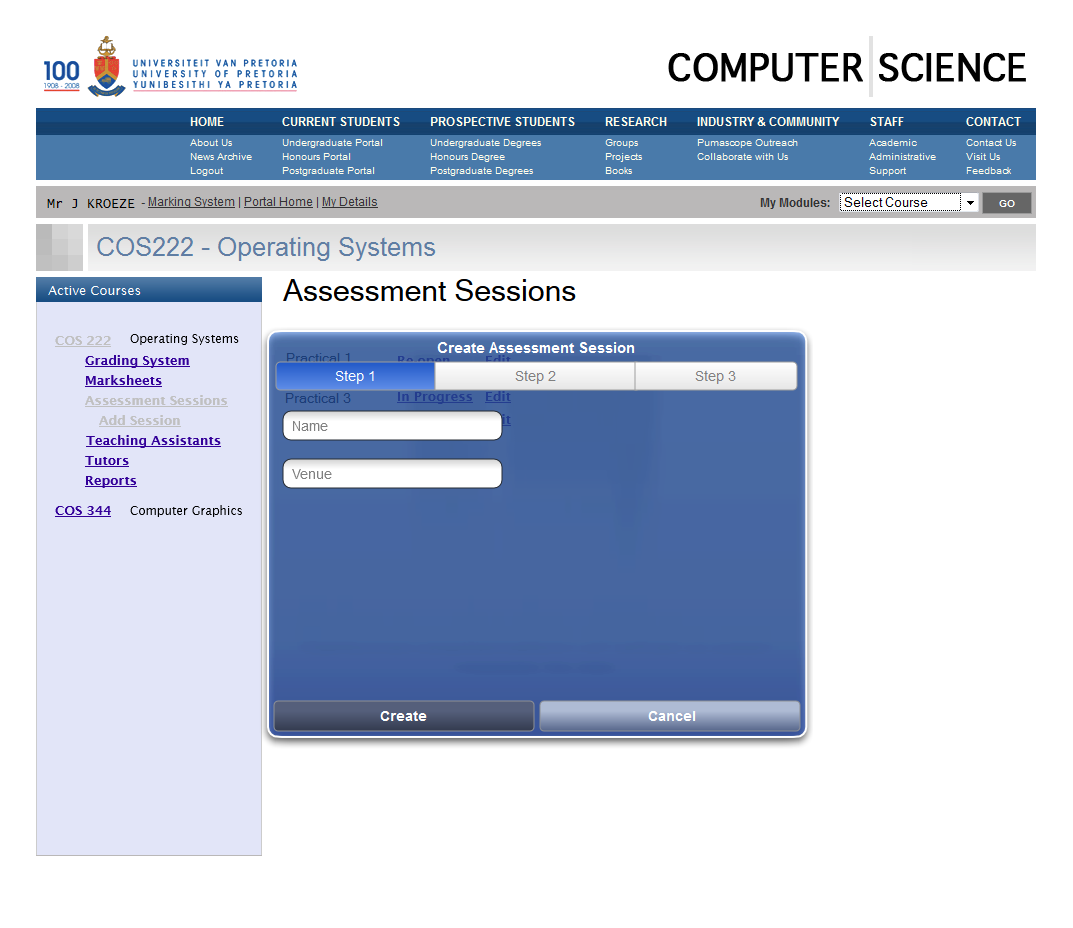 100
1908 - 2008
UNIVERSITEIT VAN PRETORIA
UNIVERSITY OF PRETORIA
YUNIBESITHI YA PRETORIA
COMPUTER SCIENCE
HOME CURRENT STUDENTS PROSPECTIVE STUDENTS RESEARCH INDUSTRY & COMMUNITY STAFF CONTACT
About Us Undergraduate Portal Undergraduate Degrees Groups Pumascope Outreach Academic Contact Us
News Archive Honours Portal Honours Degree Projects Collaborate with Us Administrative Visit Us
Logout Postgraduate Portal Postgraduate Degrees Books Support Feedback
Mr J KROEZE - Marking System | Portal Home | My Details My Modules: Select Course GO
COS222 - Operating Systems
Active Courses
COS 222 Operating Systems
Grading System
Marksheets
Assessment Sessions
Add Session
Teaching Assistants
Tutors
Reports
COS 344 Computer Graphics
Assessment Sessions
Create Assessment Session
Practical 1 Re open Edit
Step 1 Step 2 Step 3
Practical 3 In Progress Edit
Name
Venue
Create Cancel